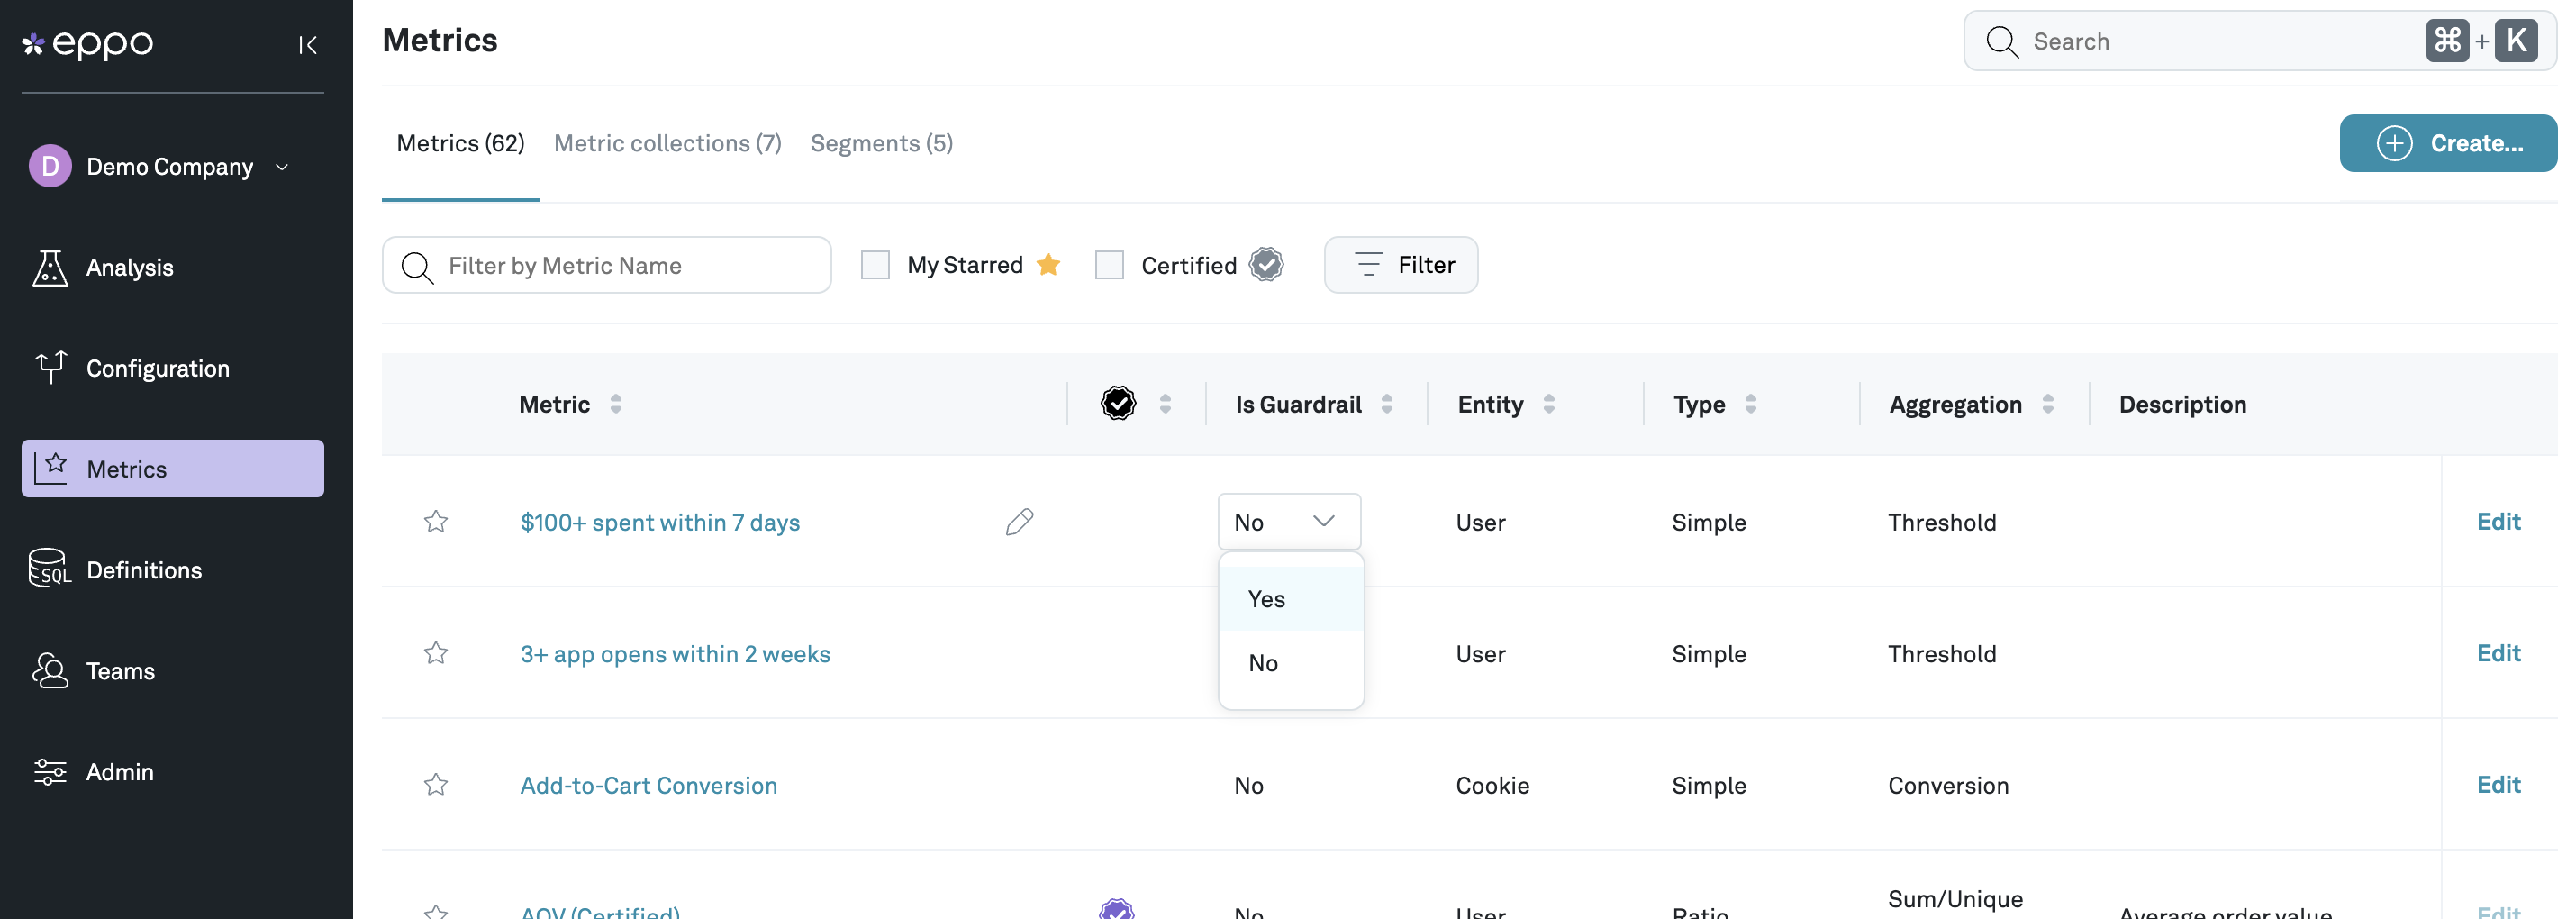 eppo
Metrics
Search
⌘ + K
D Demo Company
Metrics (62) Metric collections (7) Segments (5)
Create...
Analysis
Filter by Metric Name
My Starred
Certified
Filter
Configuration
Metric Is Guardrail Entity Type Aggregation Description
Metrics
$100+ spent within 7 days No User Simple Threshold Edit
SQL Definitions
Yes
No
3+ app opens within 2 weeks User Simple Threshold Edit
Teams
Admin
Add-to-Cart Conversion No Cookie Simple Conversion Edit
AOV (Certified) No User Ratio Sum/Unique Average order value Edit